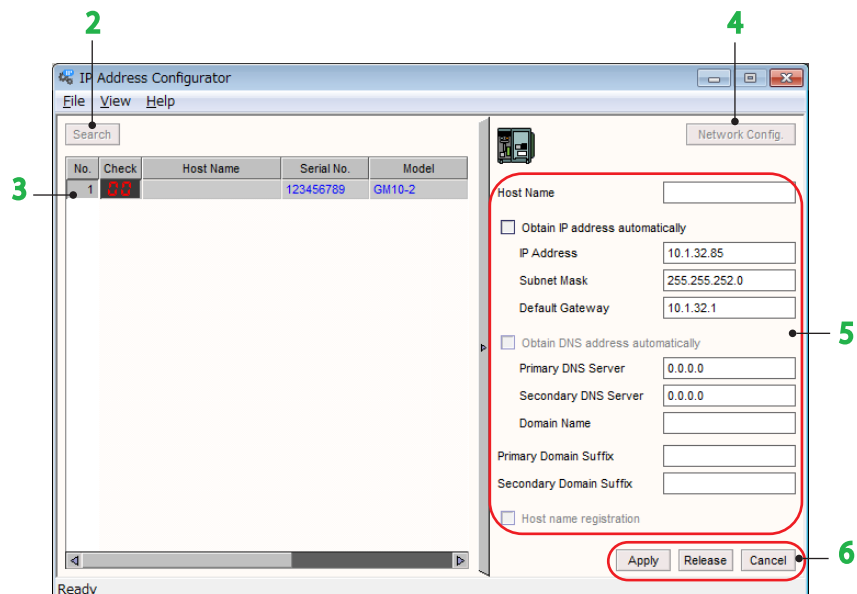 2
4
IP Address Configurator
File View Help
Search
Network Config.
No. Check Host Name Serial No. Model
3
1 00 123456789 GM10-2
Host Name
Obtain IP address automatically
IP Address 10.1.32.85
Subnet Mask 255.255.252.0
Default Gateway 10.1.32.1
5
Obtain DNS address automatically
Primary DNS Server 0.0.0.0
Secondary DNS Server 0.0.0.0
Domain Name
Primary Domain Suffix
Secondary Domain Suffix
Host name registration
Apply Release Cancel
6
Ready